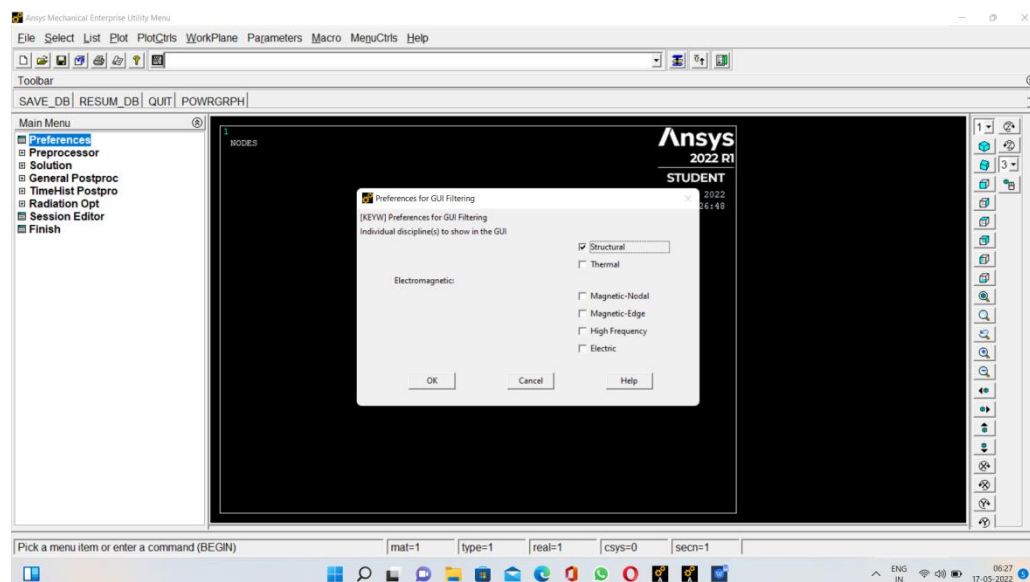 Ansys Mechanical Enterprise Utility Menu
File Select List Plot PlotCtrls WorkPlane Parameters Macro MenuCtrls Help
Toolbar
SAVE_DB RESUM_DB QUIT POWRGRPH
Main Menu
Preferences
Preprocessor
Solution
General Postproc
TimeHist Postpro
Radiation Opt
Session Editor
Finish
1
NODES
Ansys
2022 R1
STUDENT
2022
26:48
Preferences for GUI Filtering
[KEYW] Preferences for GUI Filtering
Individual discipline(s) to show in the GUI
Structural
Thermal
Electromagnetic:
Magnetic-Nodal
Magnetic-Edge
High Frequency
Electric
OK Cancel Help
1
3
Pick a menu item or enter a command (BEGIN) mat=1 type=1 real=1 csys=0 secn=1
ENG
IN
06:27
17-05-2022